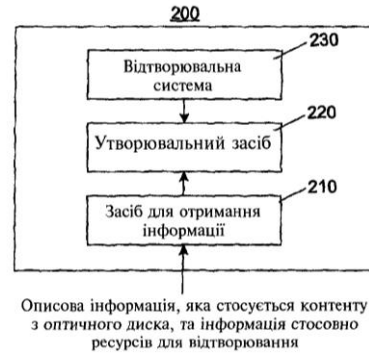 200
230
Відтворювальна
система
220
Утворювальний засіб
210
Засіб для отримання
інформації
Описова інформація, яка стосується контенту
з оптичного диска, та інформація стосовно
ресурсів для відтворювання